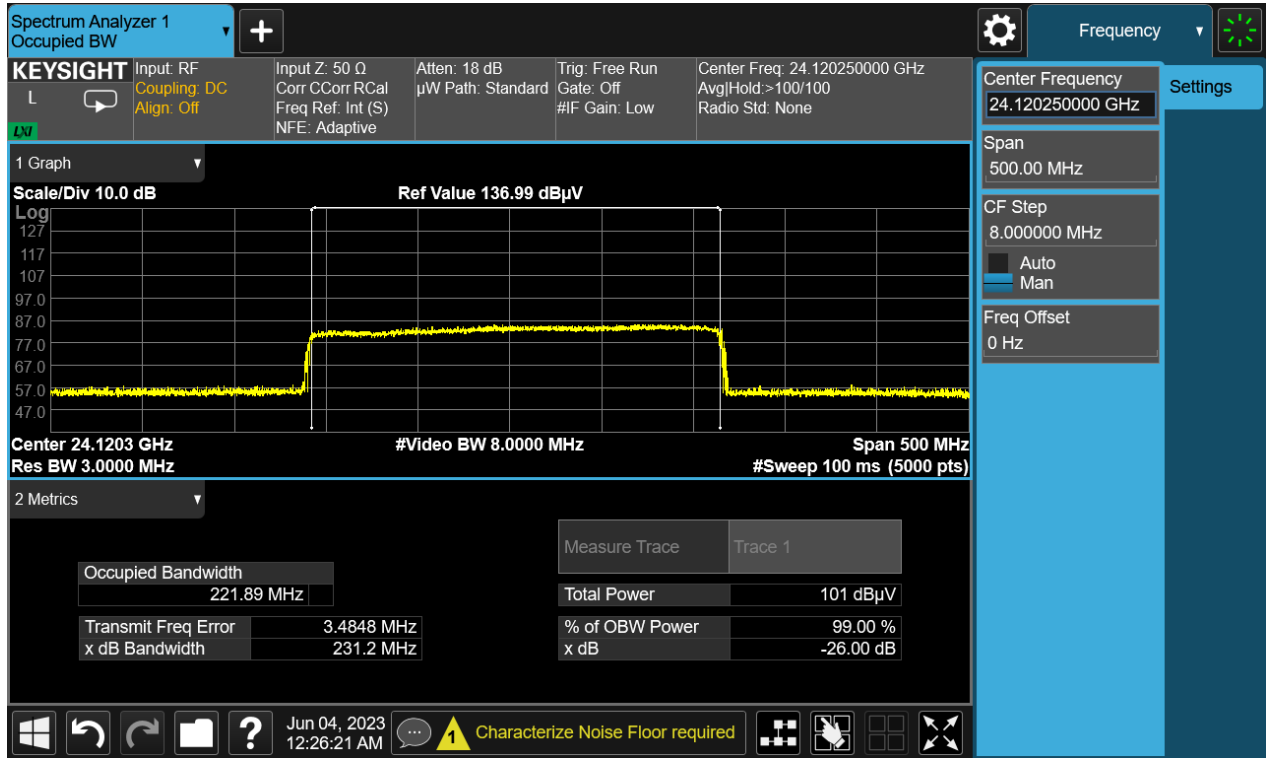 Spectrum Analyzer 1
Occupied BW
+
Frequency
KEYSIGHT
L
LXI
Input: RF
Coupling: DC
Align: Off
Input Z: 50 Ω
Corr CCorr RCal
Freq Ref: Int (S)
NFE: Adaptive
Atten: 18 dB
µW Path: Standard
Trig: Free Run
Gate: Off
#IF Gain: Low
Center Freq: 24.120250000 GHz
Avg|Hold:>100/100
Radio Std: None
Center Frequency
24.120250000 GHz
Settings
Span
500.00 MHz
CF Step
8.000000 MHz
Auto
Man
Freq Offset
0 Hz
1 Graph
Scale/Div 10.0 dB
Ref Value 136.99 dBµV
Log
127
117
107
97.0
87.0
77.0
67.0
57.0
47.0
Center 24.1203 GHz
#Video BW 8.0000 MHz
Span 500 MHz
Res BW 3.0000 MHz
#Sweep 100 ms (5000 pts)
2 Metrics
Measure Trace
Trace 1
Occupied Bandwidth
221.89 MHz
Total Power
101 dBµV
Transmit Freq Error
3.4848 MHz
% of OBW Power
99.00 %
x dB Bandwidth
231.2 MHz
x dB
-26.00 dB
?
Jun 04, 2023
12:26:21 AM
1
Characterize Noise Floor required